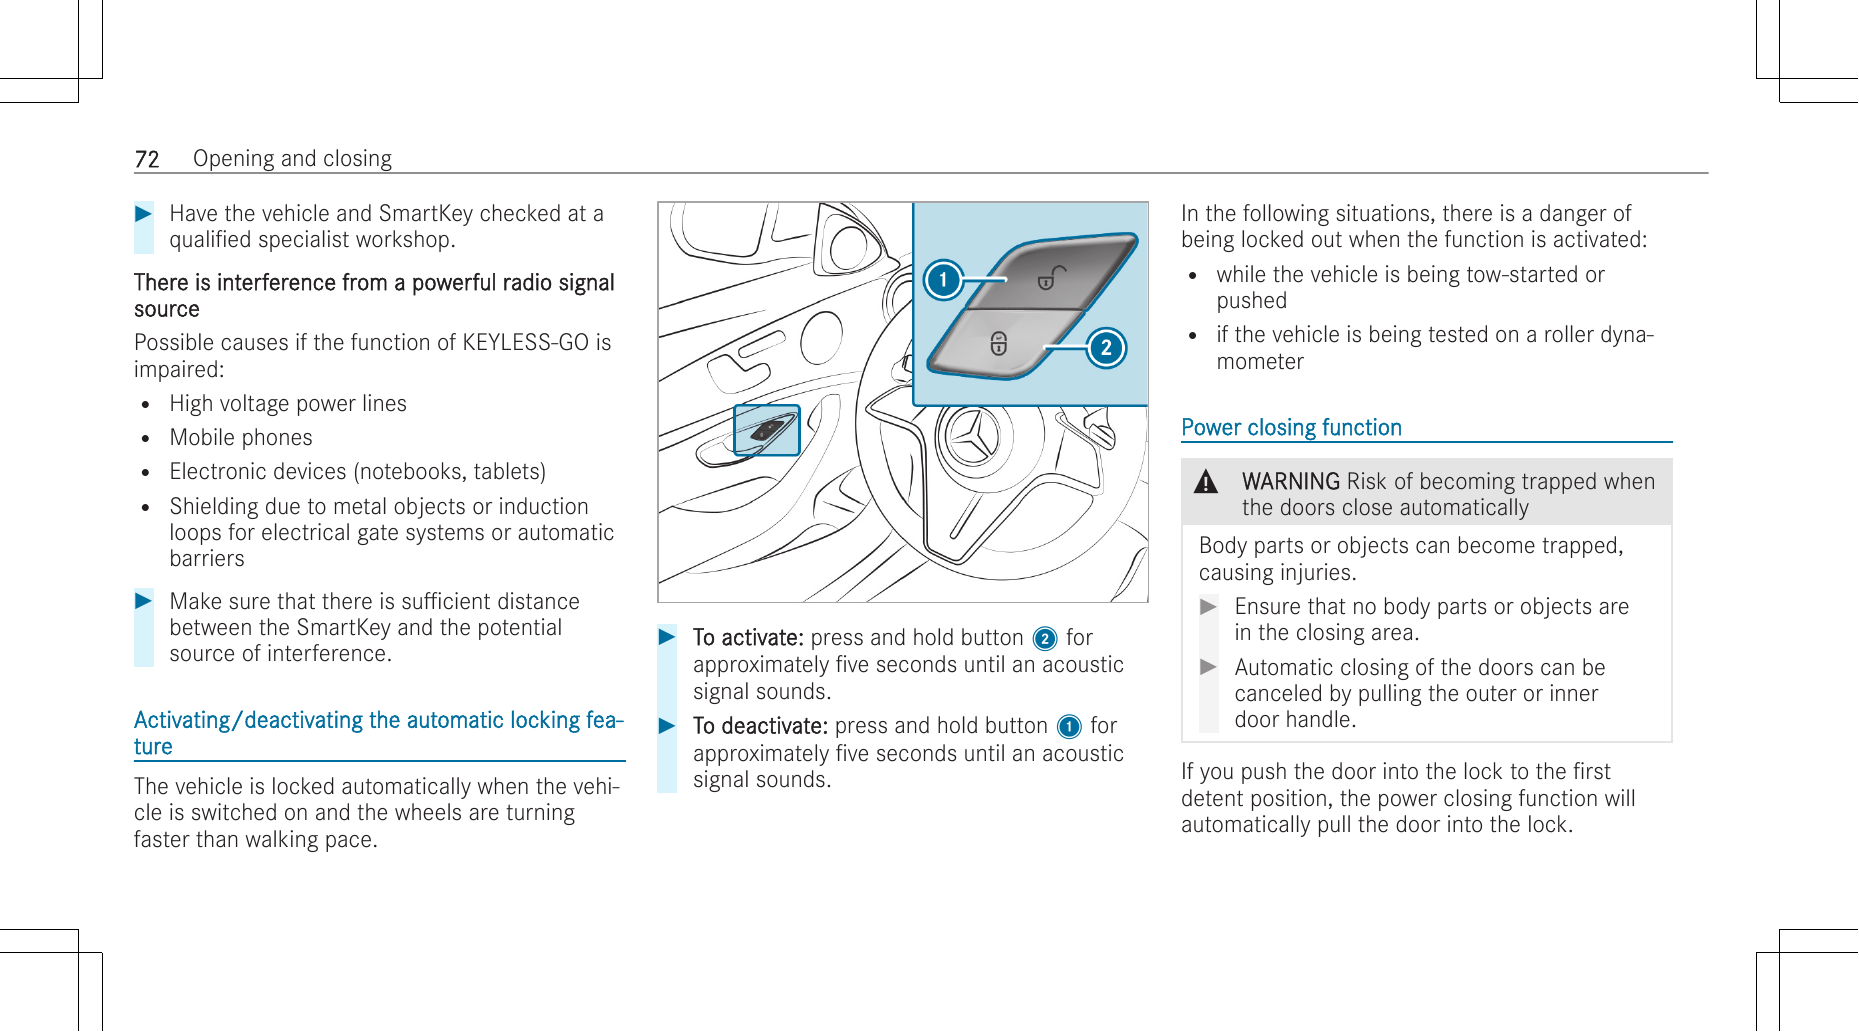 72 Opening and closing
▶ Have the vehicle and SmartKey checked at a
qualified specialist workshop.
There is interference from a powerful radio signal
source
Possible causes if the function of KEYLESS-GO is
impaired:
• High voltage power lines
• Mobile phones
• Electronic devices (notebooks, tablets)
• Shielding due to metal objects or induction
loops for electrical gate systems or automatic
barriers
▶ Make sure that there is sufficient distance
between the SmartKey and the potential
source of interference.
Activating/deactivating the automatic locking fea-
ture
The vehicle is locked automatically when the vehi-
cle is switched on and the wheels are turning
faster than walking pace.
1
2
▶ To activate: press and hold button 2 for
approximately five seconds until an acoustic
signal sounds.
▶ To deactivate: press and hold button 1 for
approximately five seconds until an acoustic
signal sounds.
In the following situations, there is a danger of
being locked out when the function is activated:
• while the vehicle is being tow-started or
pushed
• if the vehicle is being tested on a roller dyna-
mometer
Power closing function
WARNING Risk of becoming trapped when
the doors close automatically
Body parts or objects can become trapped,
causing injuries.
▶ Ensure that no body parts or objects are
in the closing area.
▶ Automatic closing of the doors can be
canceled by pulling the outer or inner
door handle.
If you push the door into the lock to the first
detent position, the power closing function will
automatically pull the door into the lock.